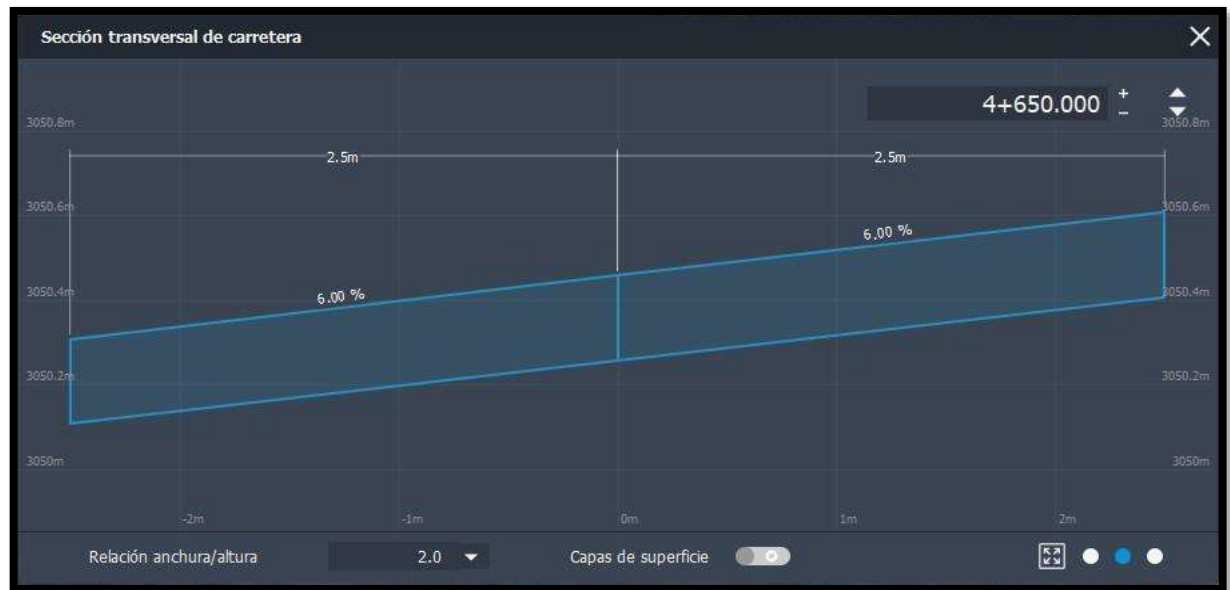 Sección transversal de carretera
4+650.000 + −
3050.8m 3050.8m
2.5m 2.5m
3050.6m 3050.6m
6.00 %
6.00 %
3050.4m 3050.4m
3050.2m 3050.2m
3050m 3050m
-2m -1m 0m 1m 2m
Relación anchura/altura 2.0 Capas de superficie